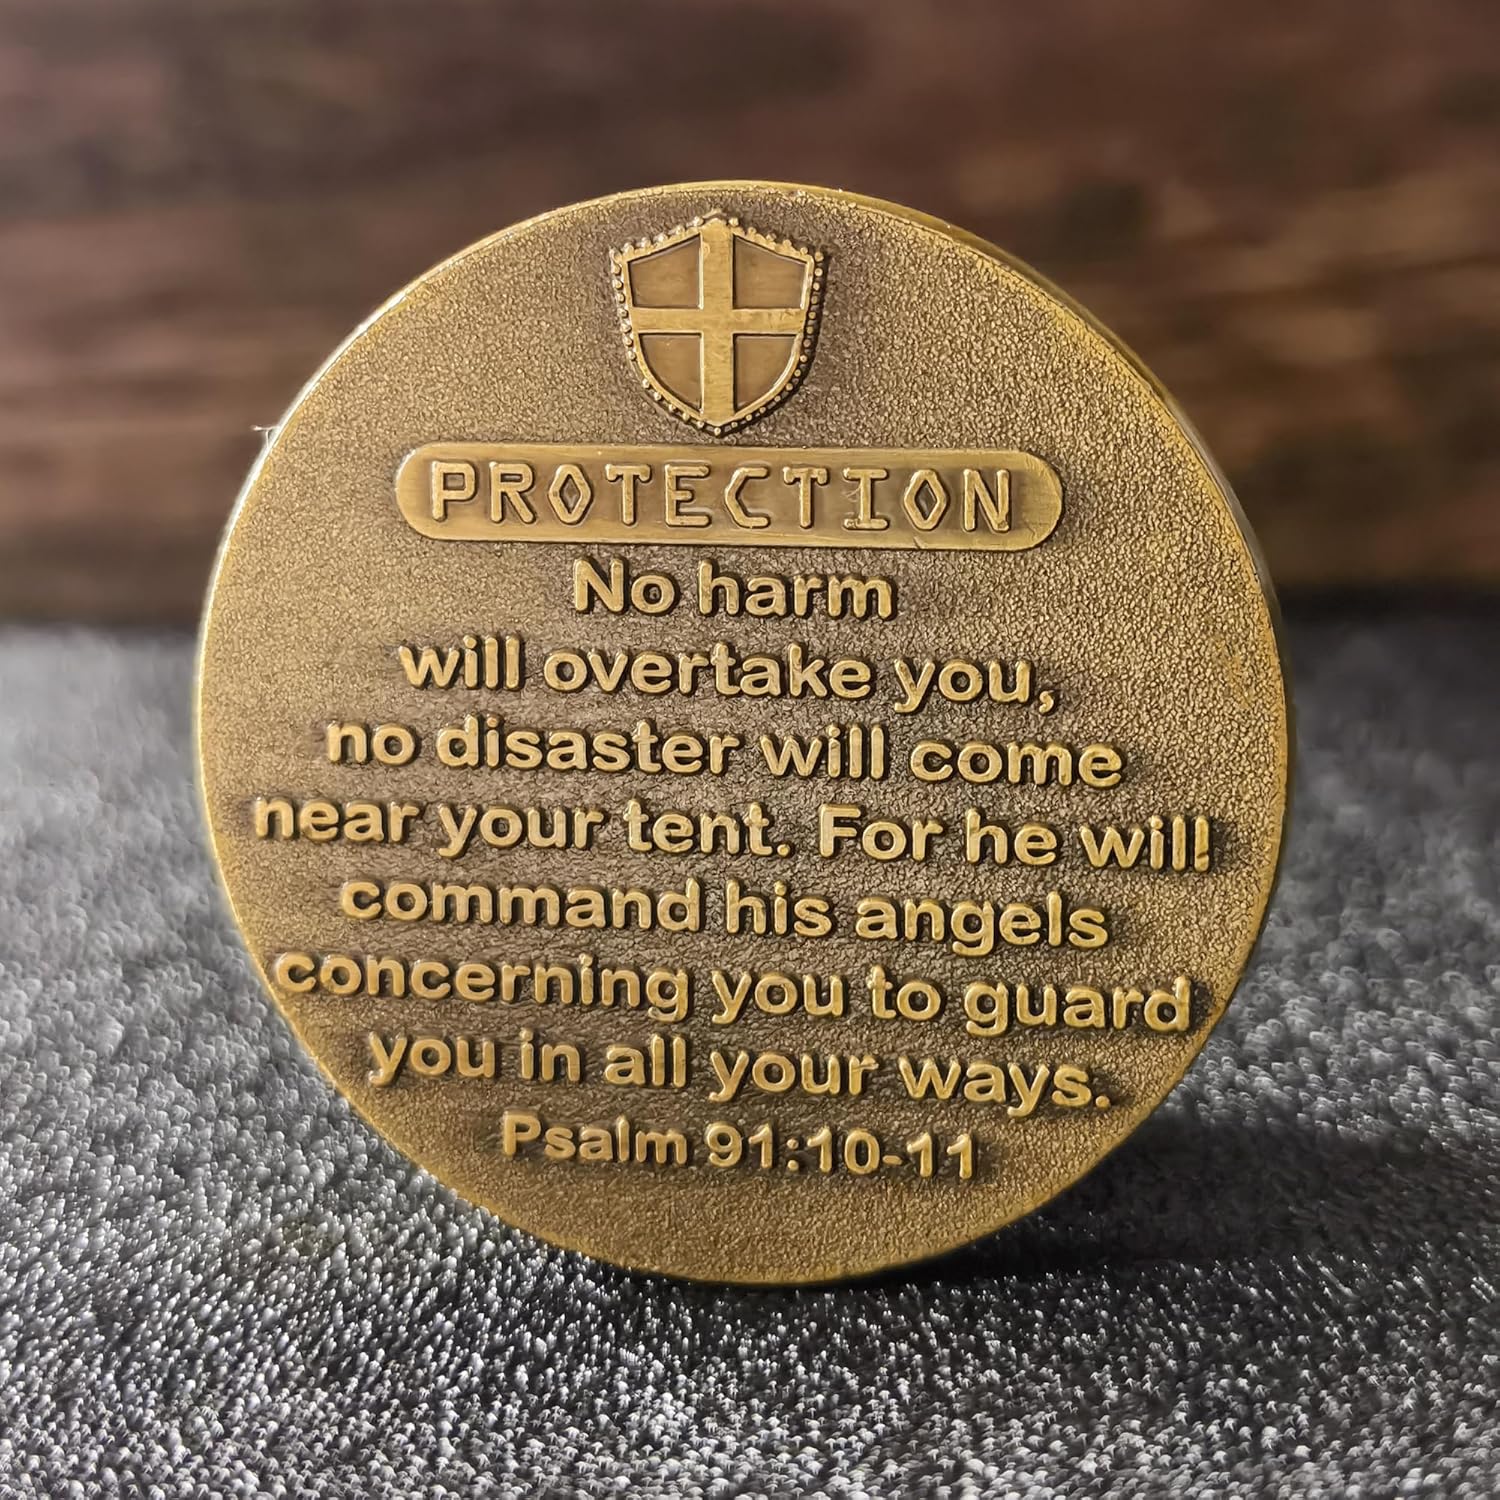 PROTECTION
No harm
will overtake you,
no disaster will come
near your tent. For he will
command his angels
concerning you to guard
you in all your ways.
Psalm 91:10-11